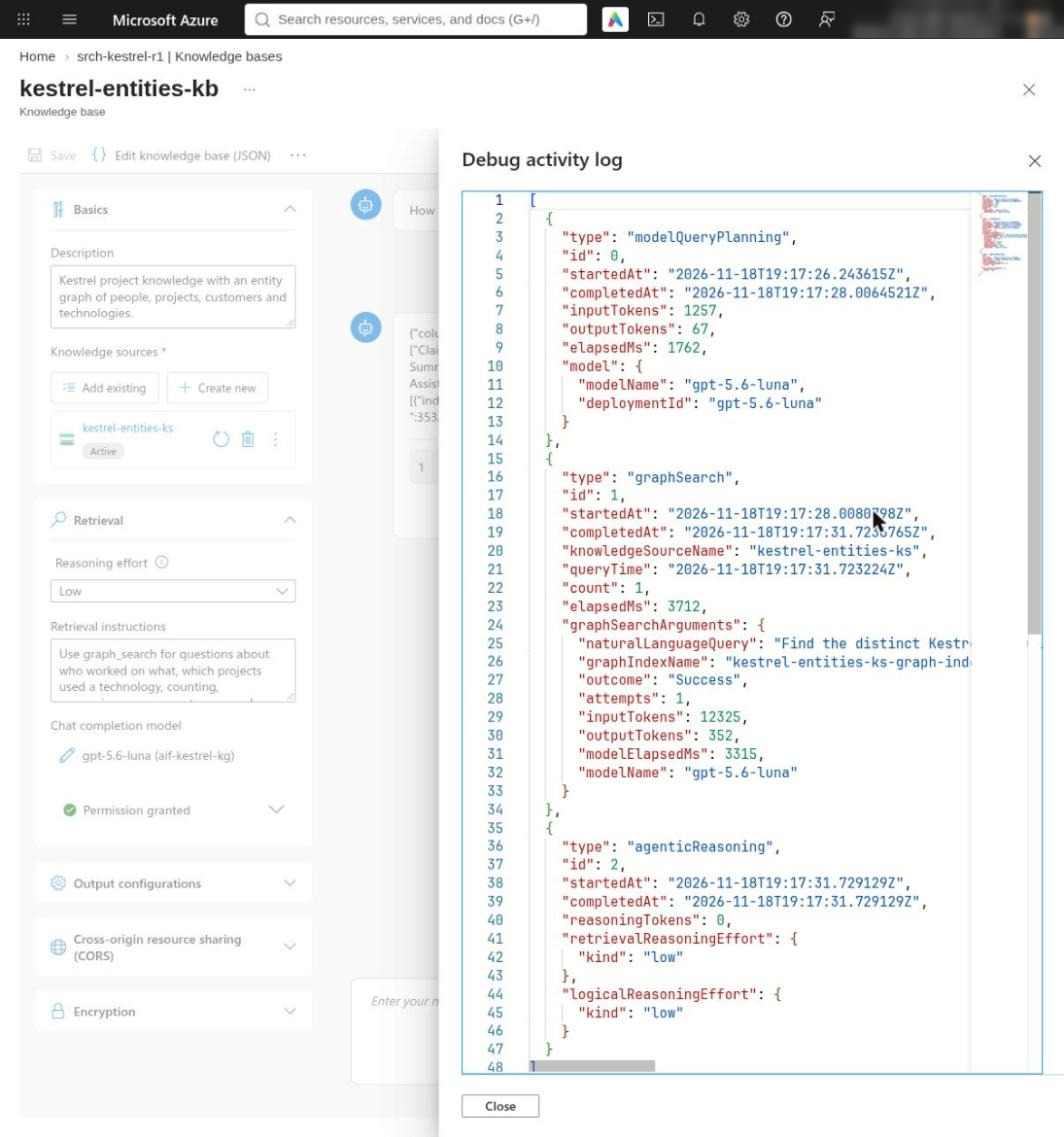 Microsoft Azure
Search resources, services, and docs (G+/)
Home > srch-kestrel-r1 | Knowledge bases
kestrel-entities-kb ...
Knowledge base
Save
{} Edit knowledge base (JSON) ...
Basics
Description
Kestrel project knowledge with an entity
graph of people, projects, customers and
technologies.
Knowledge sources *
Add existing
+ Create new
kestrel-entities-ks
Active
Retrieval
Reasoning effort
Low
Retrieval instructions
Use graph_search for questions about
who worked on what, which projects
used a technology, counting,
Chat completion model
gpt-5.6-luna (aif-kestrel-kg)
Permission granted
Output configurations
Cross-origin resource sharing
(CORS)
Encryption
How
{"colu
["Clai
Summ
Assist
[{"ind
":353.
1
Enter your
Debug activity log
1 [
2 {
3 "type": "modelQueryPlanning",
4 "id": 0,
5 "startedAt": "2026-11-18T19:17:26.243615Z",
6 "completedAt": "2026-11-18T19:17:28.0064521Z",
7 "inputTokens": 1257,
8 "outputTokens": 67,
9 "elapsedMs": 1762,
10 "model": {
11 "modelName": "gpt-5.6-luna",
12 "deploymentId": "gpt-5.6-luna"
13 }
14 },
15 {
16 "type": "graphSearch",
17 "id": 1,
18 "startedAt":
19 "completedAt":
20 "knowledgeSourceName": "kestrel-entities-ks",
21 "queryTime": "2026-11-18T19:17:31.723224Z",
22 "count": 1,
23 "elapsedMs": 3712,
24 "graphSearchArguments": {
25 "naturalLanguageQuery": "Find the distinct Kestr
26 "graphIndexName": "kestrel-entities-ks-graph-ind
27 "outcome": "Success",
28 "attempts": 1,
29 "inputTokens": 12325,
30 "outputTokens": 352,
31 "modelElapsedMs": 3315,
32 "modelName": "gpt-5.6-luna"
33 }
34 },
35 {
36 "type": "agenticReasoning",
37 "id": 2,
38 "startedAt": "2026-11-18T19:17:31.729129Z",
39 "completedAt": "2026-11-18T19:17:31.729129Z",
40 "reasoningTokens": 0,
41 "retrievalReasoningEffort": {
42 "kind": "low"
43 },
44 "logicalReasoningEffort": {
45 "kind": "low"
46 }
47 }
48 ]
Close